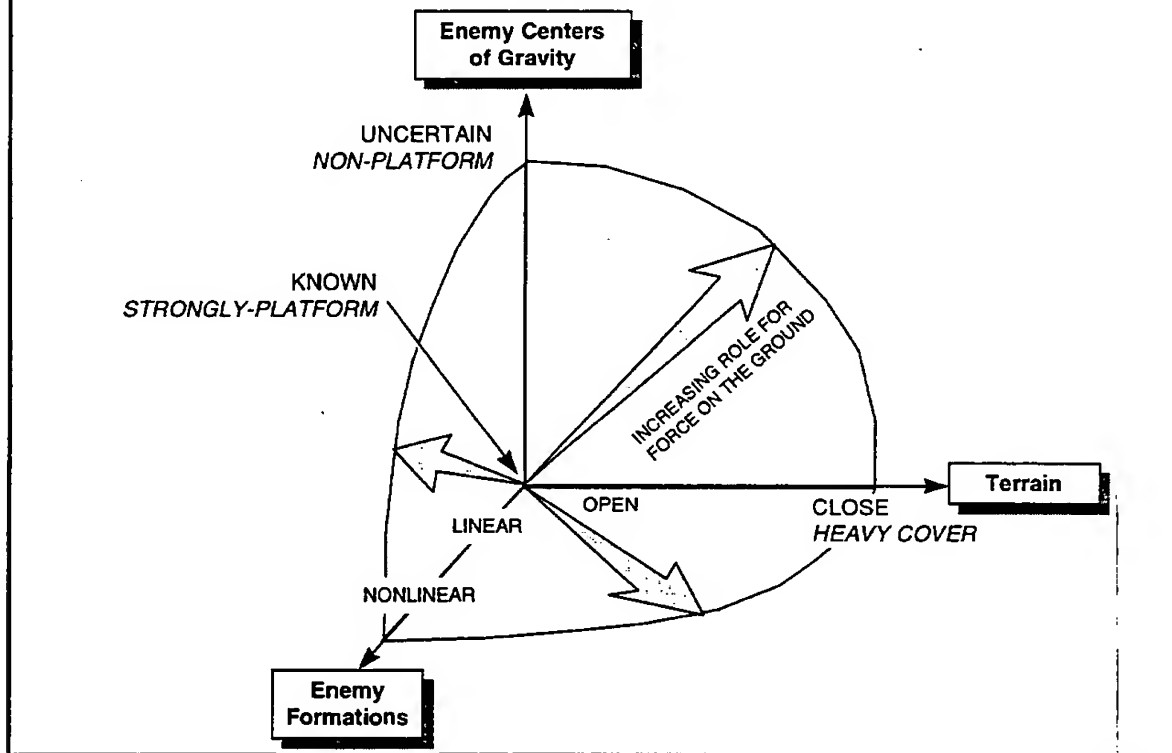 Enemy Centers
of Gravity
UNCERTAIN
NON-PLATFORM
KNOWN
STRONGLY-PLATFORM
INCREASING ROLE FOR
FORCE ON THE GROUND
OPEN
Terrain
CLOSE
HEAVY COVER
LINEAR
NONLINEAR
Enemy
Formations